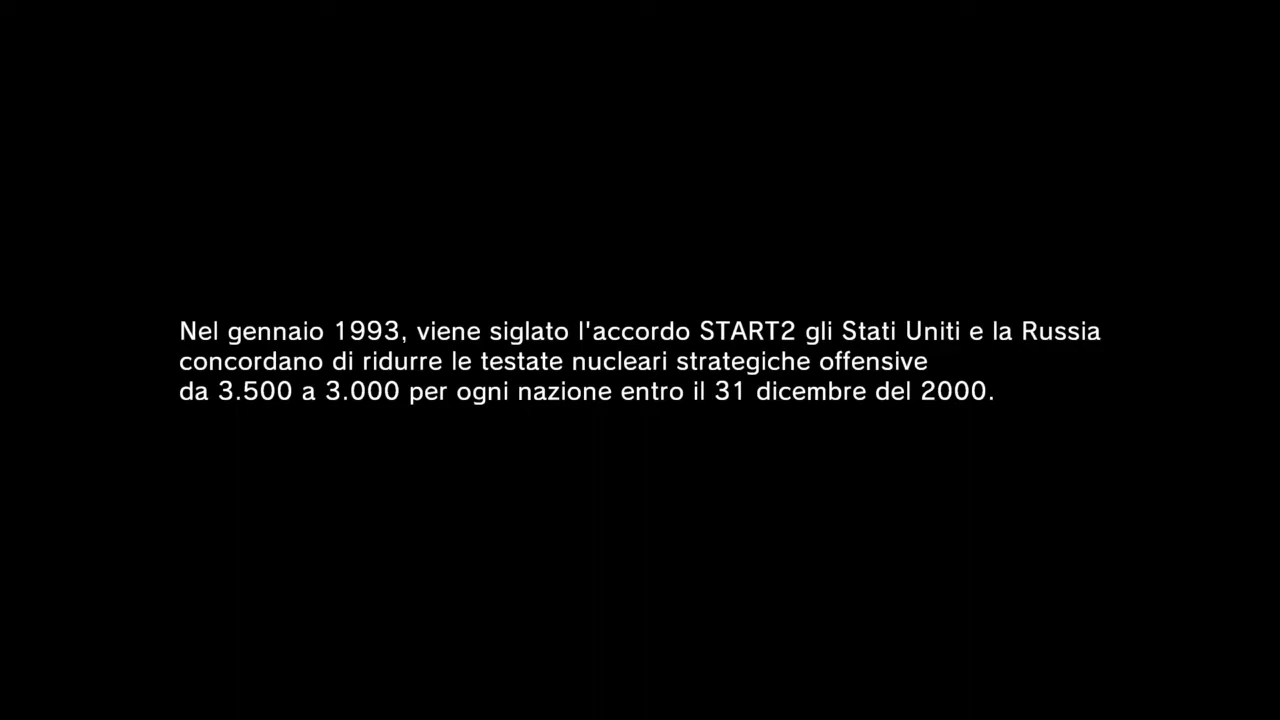 Nel gennaio 1993, viene siglato l'accordo START2 gli Stati Uniti e la Russia
concordano di ridurre le testate nucleari strategiche offensive
da 3.500 a 3.000 per ogni nazione entro il 31 dicembre del 2000.